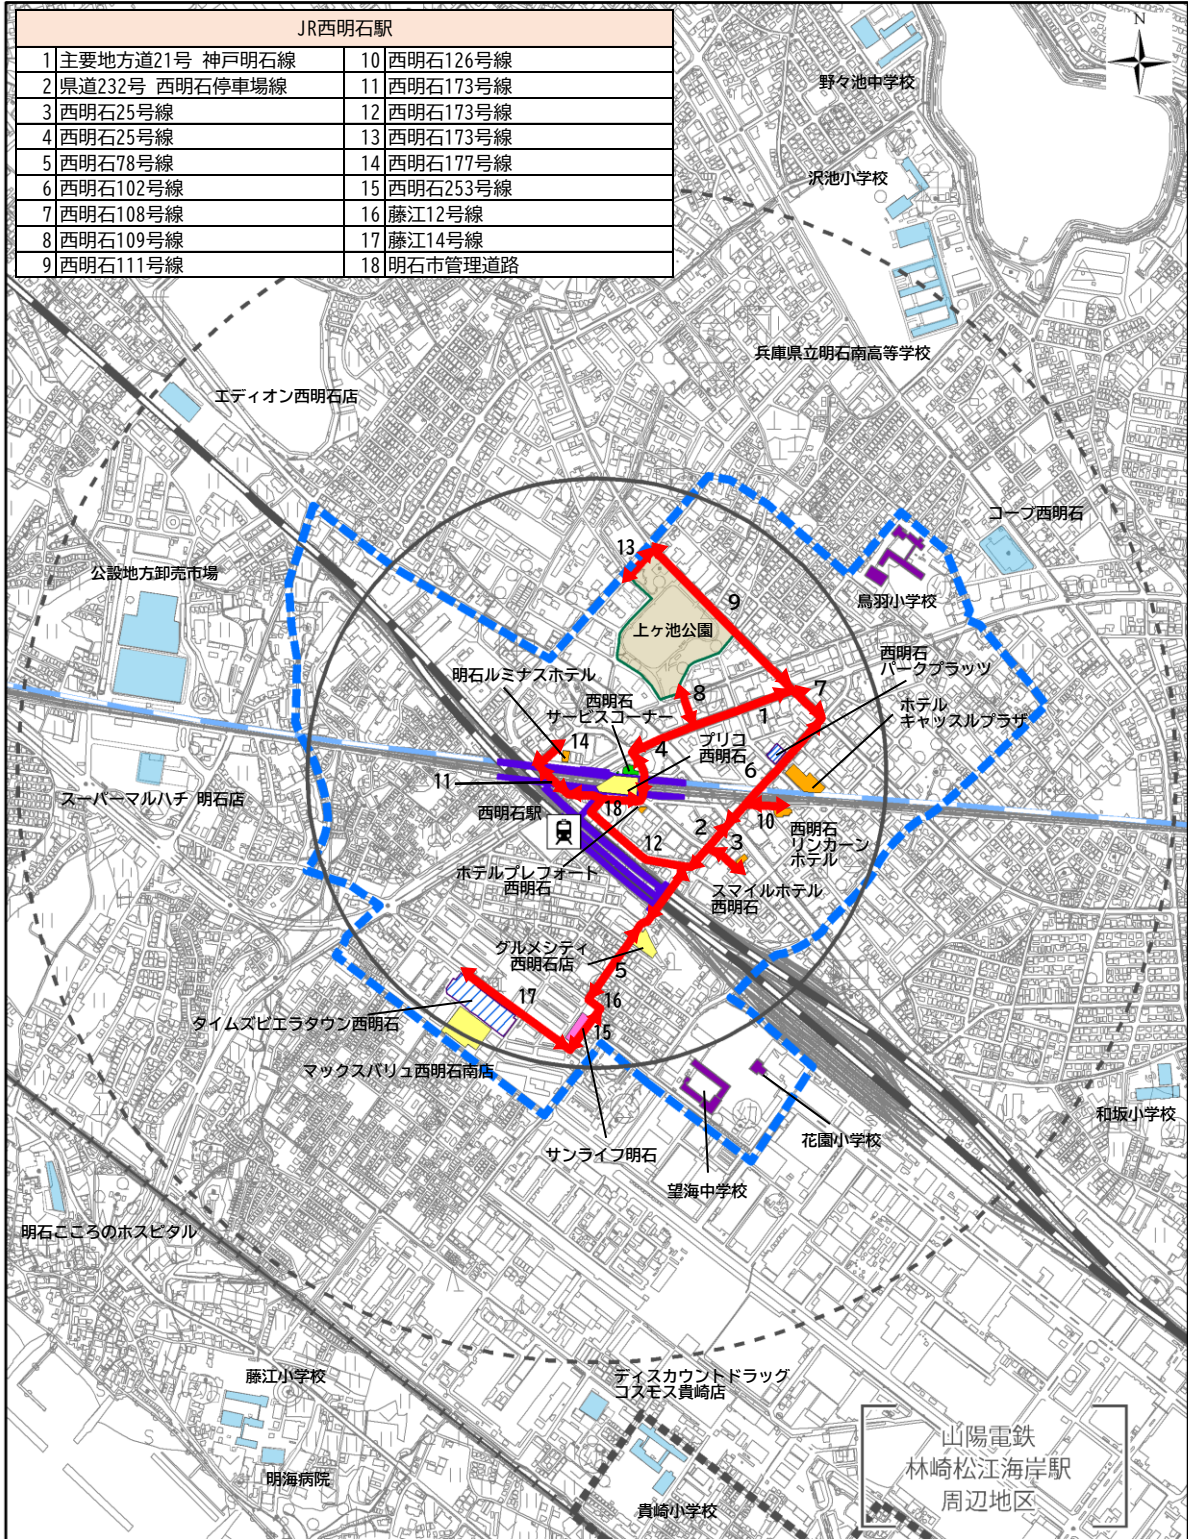 JR西明石駅
1 主要地方道21号 神戸明石線 10 西明石126号線
2 県道232号 西明石停車場線 11 西明石173号線
3 西明石25号線 12 西明石173号線
4 西明石25号線 13 西明石173号線
5 西明石78号線 14 西明石177号線
6 西明石102号線 15 西明石253号線
7 西明石108号線 16 藤江12号線
8 西明石109号線 17 藤江14号線
9 西明石111号線 18 明石市管理道路
N
野々池中学校
沢池小学校
兵庫県立明石南高等学校
エディオン西明石店
コープ西明石
公設地方卸売市場
鳥羽小学校
13
9
上ヶ池公園
西明石
パークプラッツ
明石ルミナスホテル
西明石
サービスコーナー
8
7
1
ホテル
キャッスルプラザ
14
4
プリコ
西明石
6
11
スーパーマルハチ 明石店
西明石駅
18
10
2
3
12
西明石
リンカーン
ホテル
ホテルプレフォート
西明石
スマイルホテル
西明石
グルメシティ
西明石店
5
17
16
15
タイムズビエラタウン西明石
マックスバリュ西明石南店
サンライフ明石
花園小学校
望海中学校
和坂小学校
明石こころのホスピタル
藤江小学校
ディスカウントドラッグ
コスモス貴崎店
明海病院
貴崎小学校
山陽電鉄
林崎松江海岸駅
周辺地区